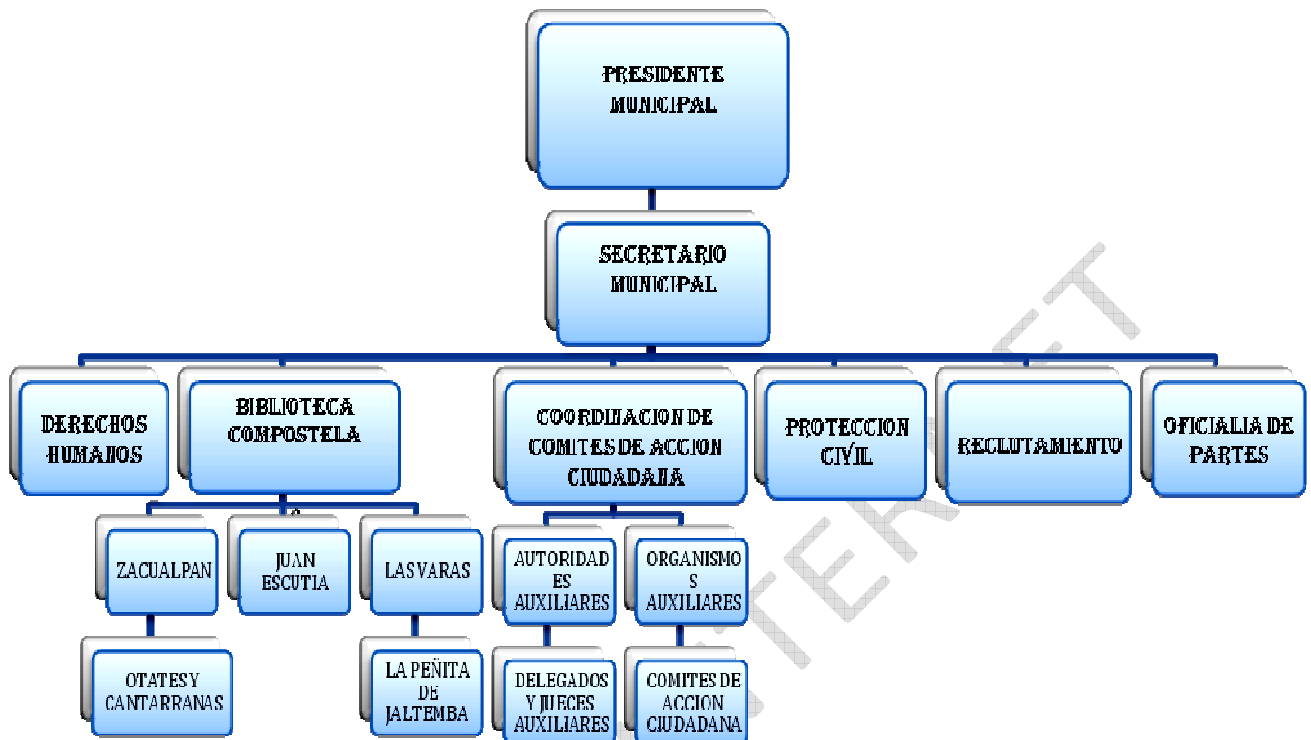 PRESIDENTE
MUNICIPAL
SECRETARIO
MUNICIPAL
DERECHOS
HUMANOS
BIBLIOTECA
COMPOSTELA
COORDINACION DE
COMITES DE ACCION
CIUDADANA
PROTECCION
CIVIL
RECLUTAMIENTO
OFICIALIA DE
PARTES
ZACUALPAN
JUAN
ESCUTIA
LAS VARAS
AUTORIDAD
ES
AUXILIARES
ORGANISMO
S
AUXILIARES
OTATES Y
CANTARRANAS
LA PEÑITA
DE
JALTEMBA
DELEGADOS
Y JUECES
AUXILIARES
COMITES DE
ACCION
CIUDADANA